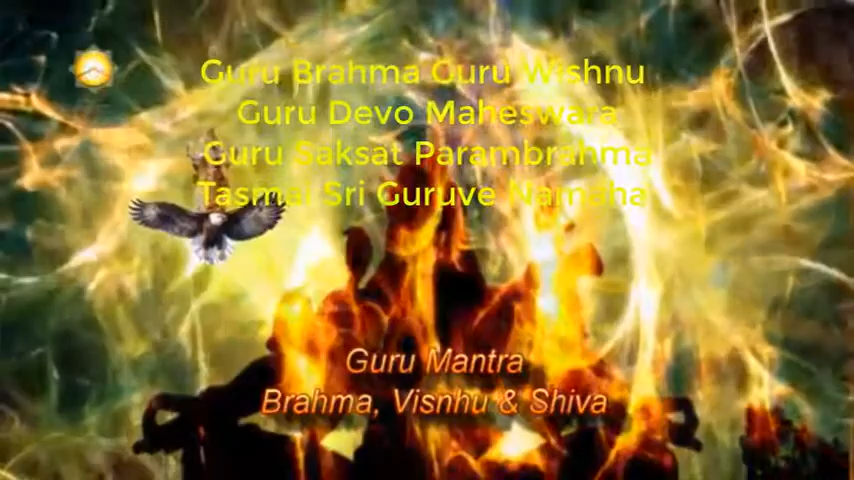 Guru Brahma Guru Wishnu
Guru Devo Maheswara
Guru Saksat Parambrahma
Tasmai Sri Guruve Namaha
Guru Mantra
Brahma, Visnhu & Shiva